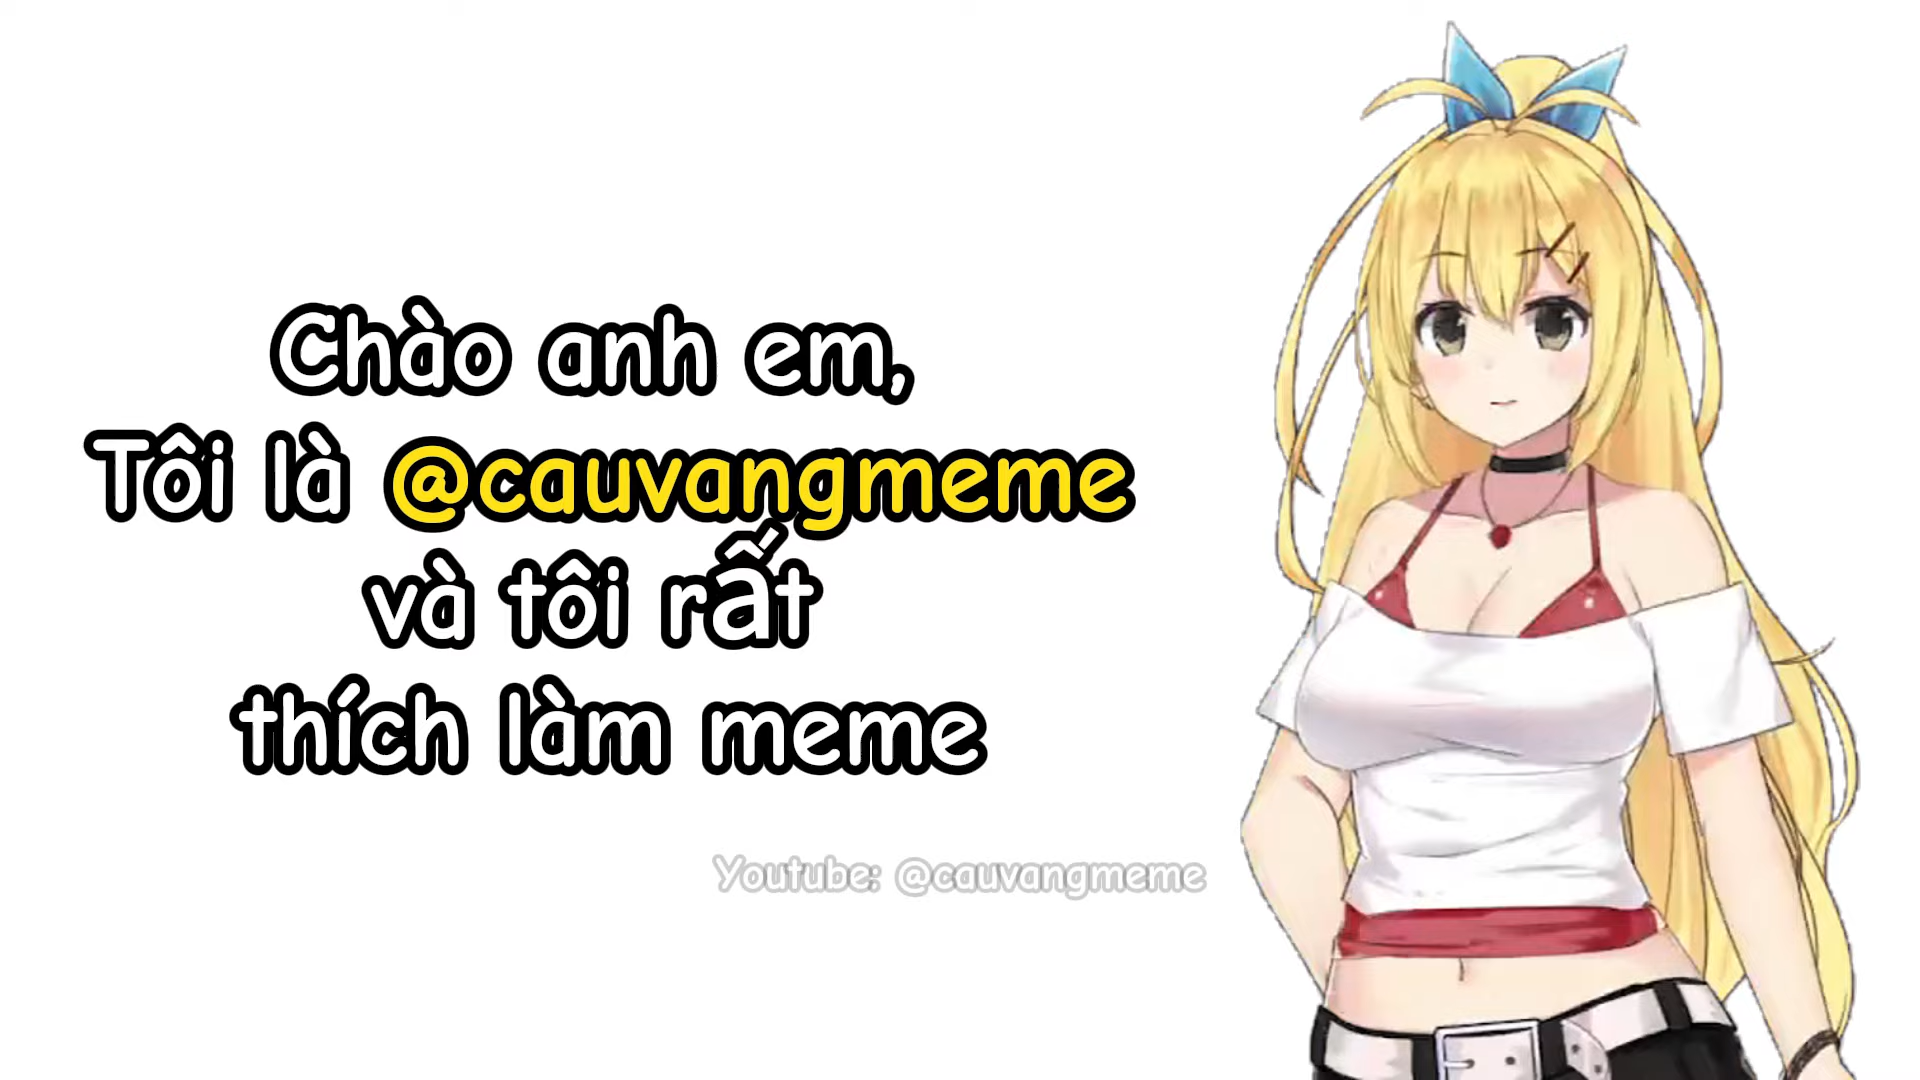 Chào anh em,
Tôi là @cauvangmeme
và tôi rất
thích làm meme
Youtube: @cauvangmeme